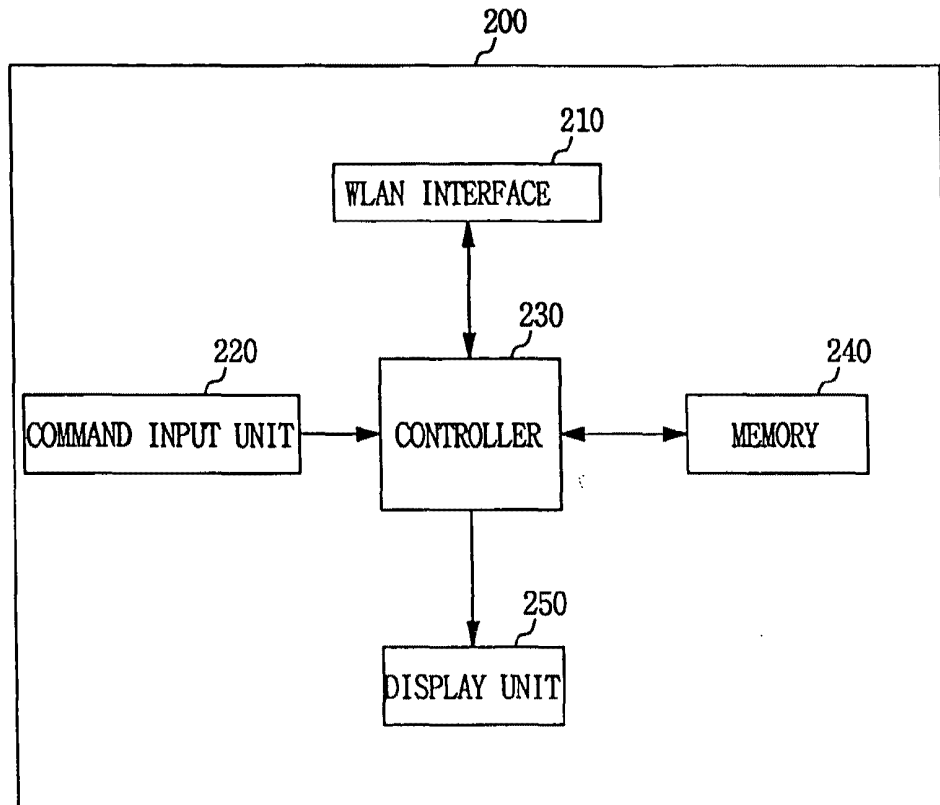 200
210
WLAN INTERFACE
230
220
240
COMMAND INPUT UNIT
CONTROLLER
MEMORY
250
DISPLAY UNIT